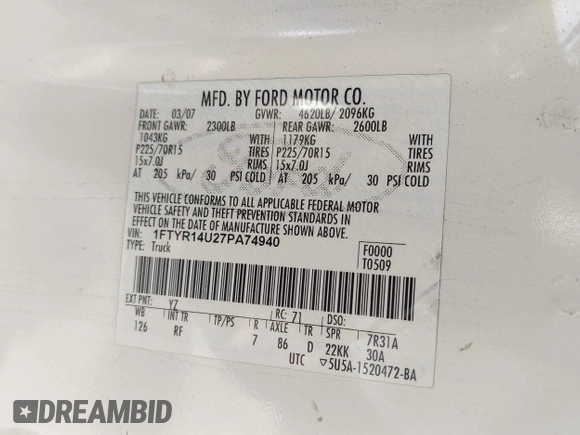 MFD. BY FORD MOTOR CO.
DATE: 03/07 GVWR: 4620LB/ 2096KG
FRONT GAWR: 2300LB REAR GAWR: 2600LB
1043KG WITH 1179KG WITH
P225/70R15 TIRES P225/70R15 TIRES
15x7.0J RIMS 15x7.0J RIMS
AT 205 kPa/ 30 PSI COLD AT 205 kPa/ 30 PSI COLD
THIS VEHICLE CONFORMS TO ALL APPLICABLE FEDERAL MOTOR
VEHICLE SAFETY AND THEFT PREVENTION STANDARDS IN
EFFECT ON THE DATE OF MANUFACTURE SHOWN ABOVE.
VIN: 1FTYR14U27PA74940 F0000
TYPE: Truck T0509
EXT PNT: YZ RC: 71 DSO:
WB INT TR TP/PS R AXLE TR SPR 7R31A
126 RF 7 86 D 22KK 30A
UTC ▽5U5A-1520472-BA
DREAMBID